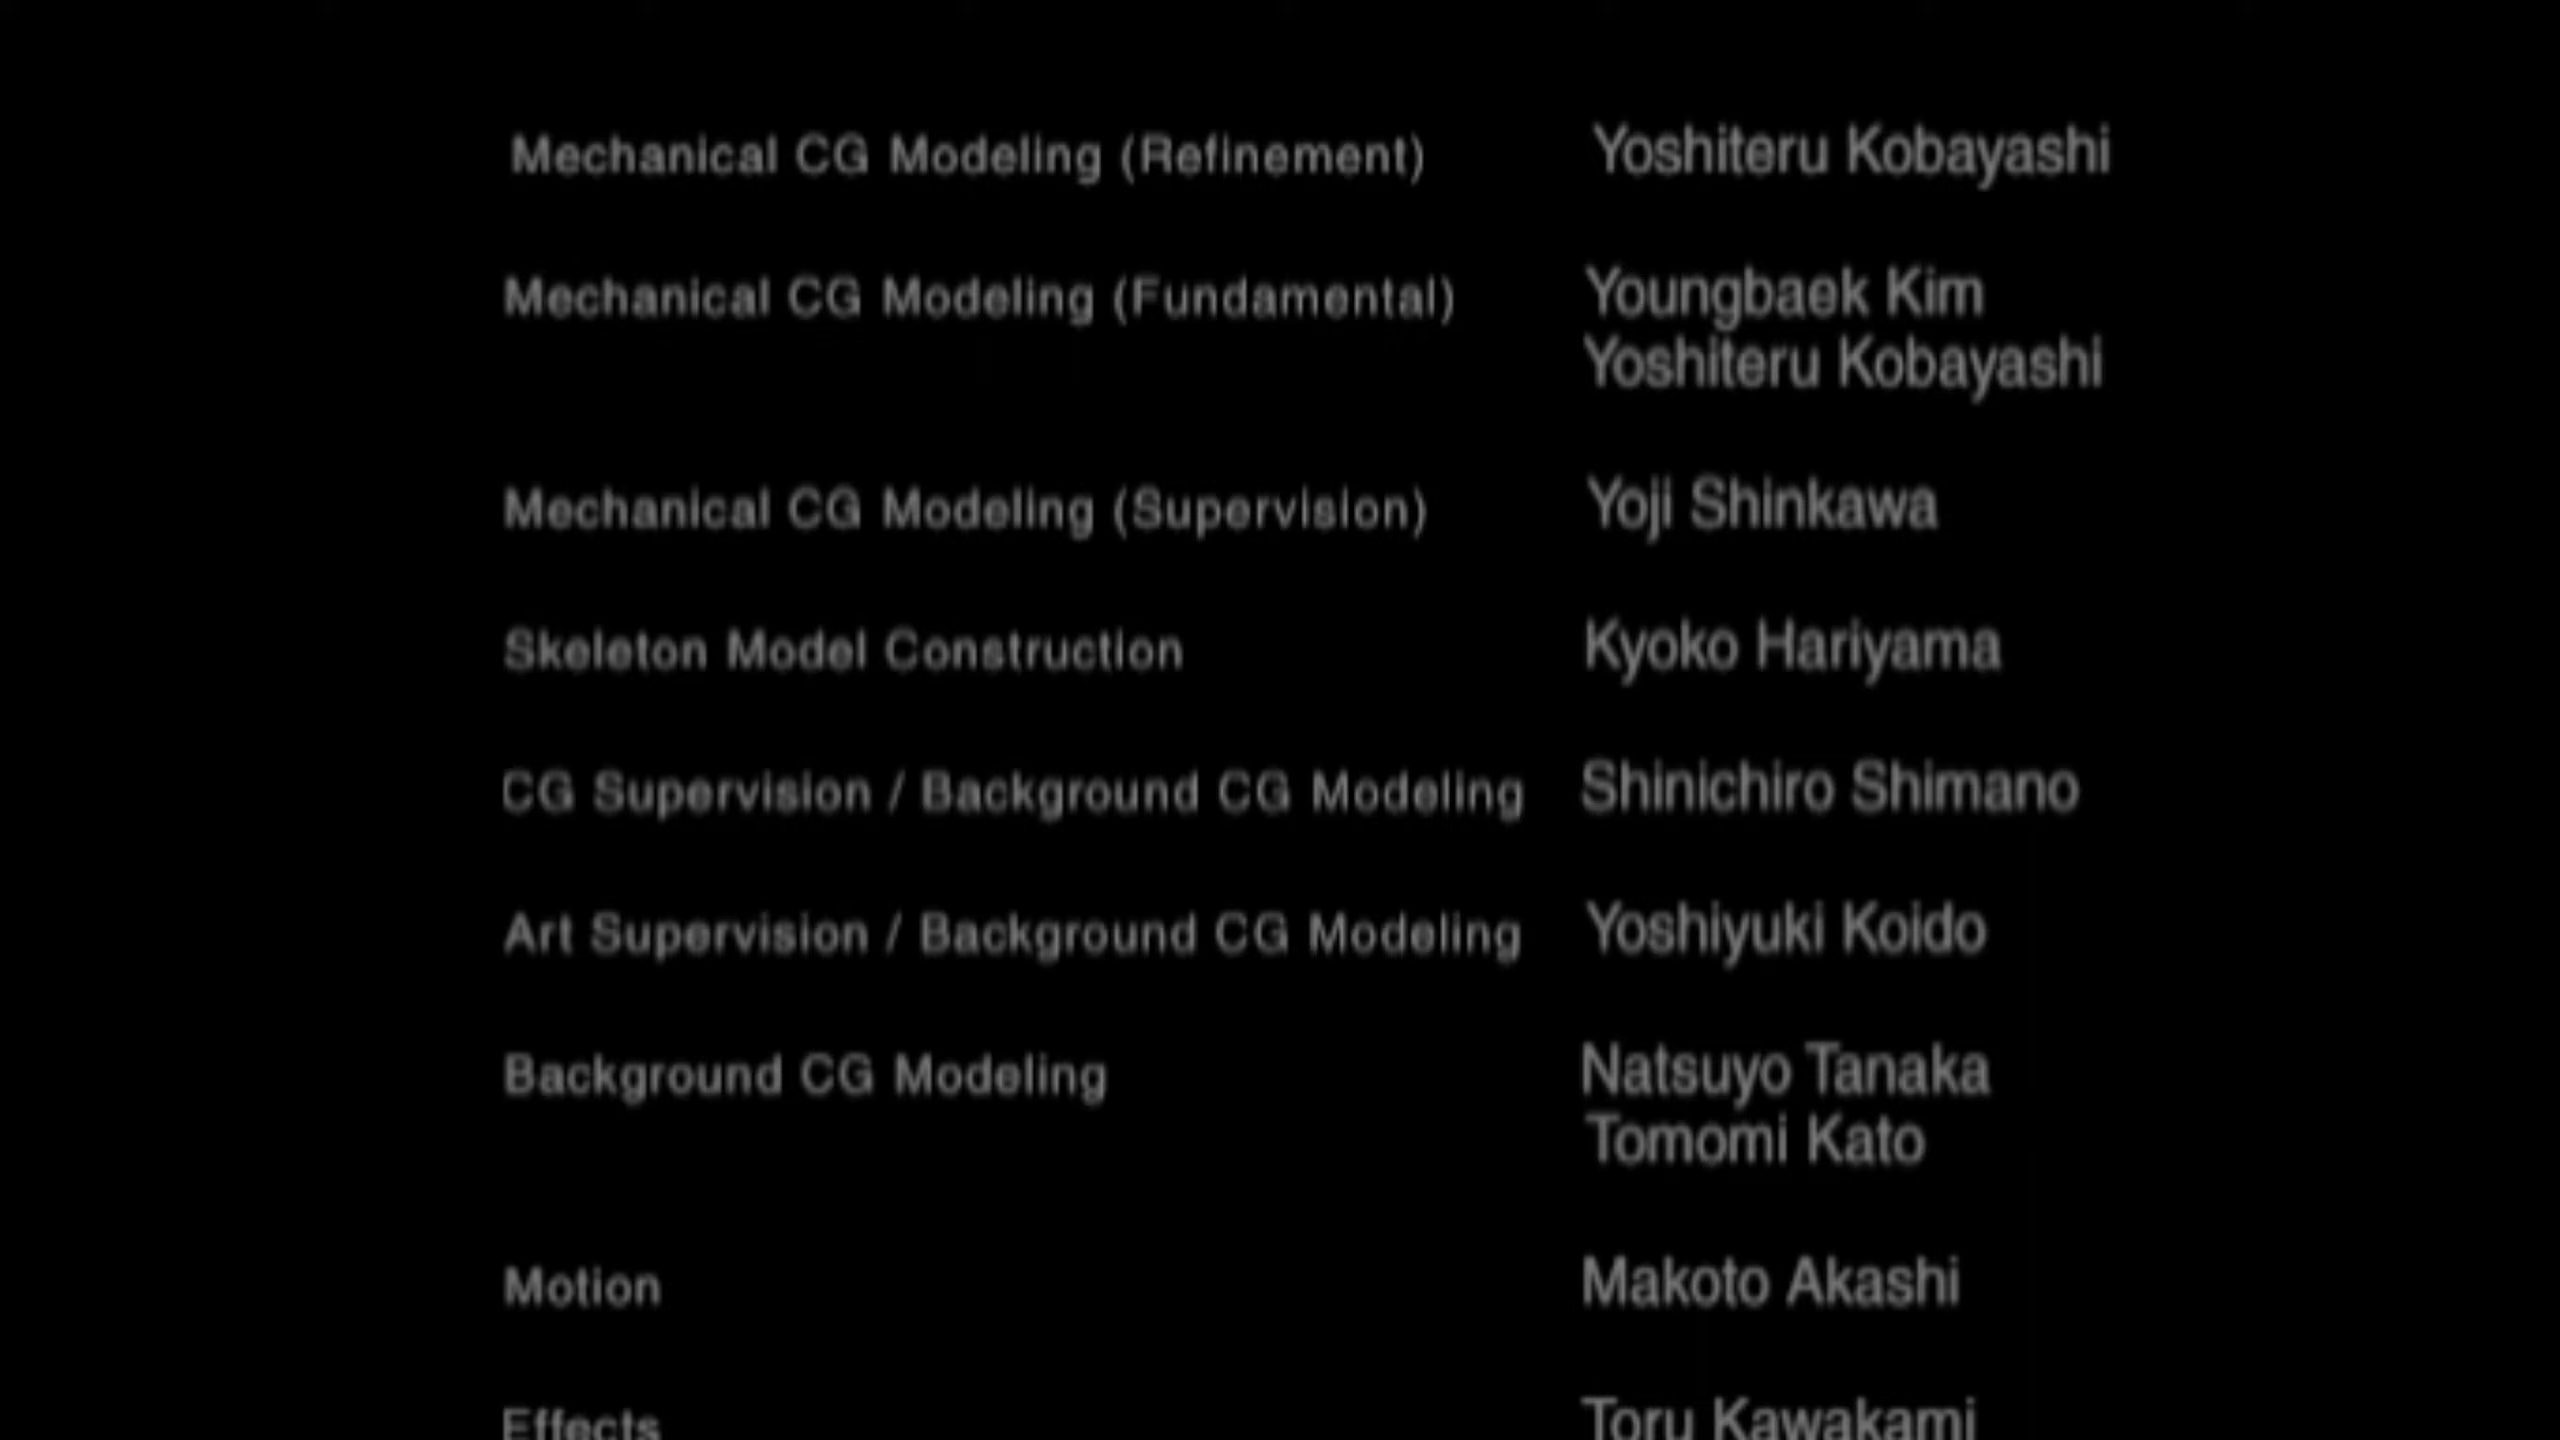 Mechanical CG Modeling (Refinement) Yoshiteru Kobayashi
Mechanical CG Modeling (Fundamental) Youngbaek Kim
Yoshiteru Kobayashi
Mechanical CG Modeling (Supervision) Yoji Shinkawa
Skeleton Model Construction Kyoko Hariyama
CG Supervision / Background CG Modeling Shinichiro Shimano
Art Supervision / Background CG Modeling Yoshiyuki Koido
Background CG Modeling Natsuyo Tanaka
Tomomi Kato
Motion Makoto Akashi
Effects Toru Kawakami